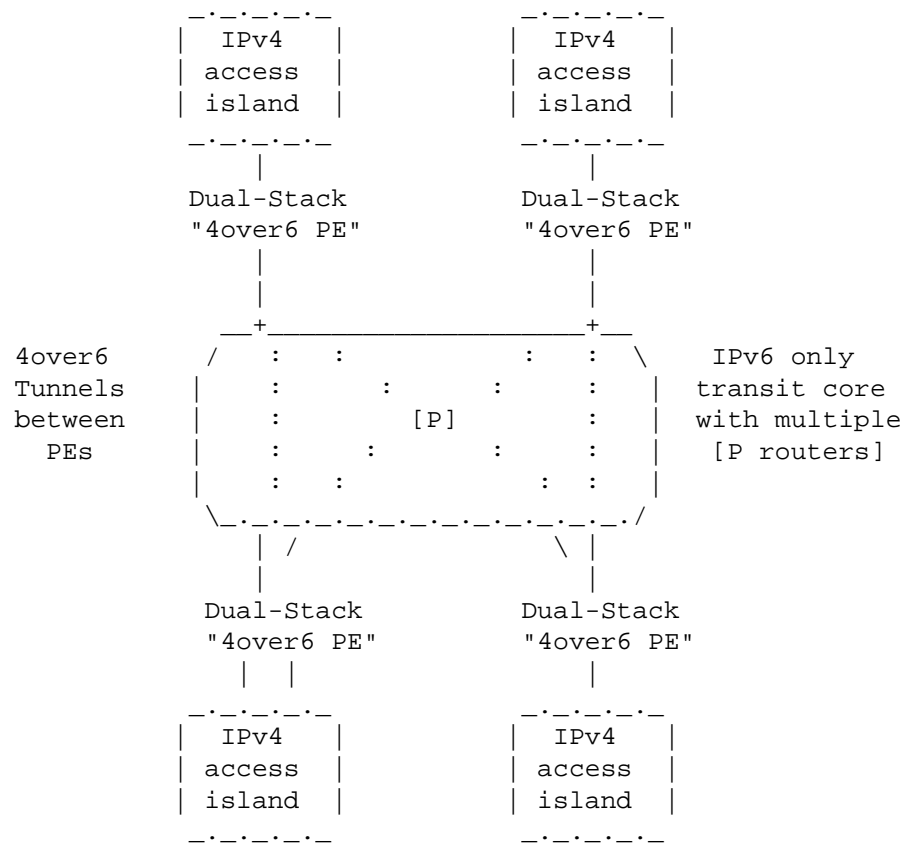 IPv4 IPv4
access access
island island
Dual-Stack Dual-Stack
"4over6 PE" "4over6 PE"
4over6 IPv6 only
Tunnels transit core
between [P] with multiple
PEs [P routers]
Dual-Stack Dual-Stack
"4over6 PE" "4over6 PE"
IPv4 IPv4
access access
island island